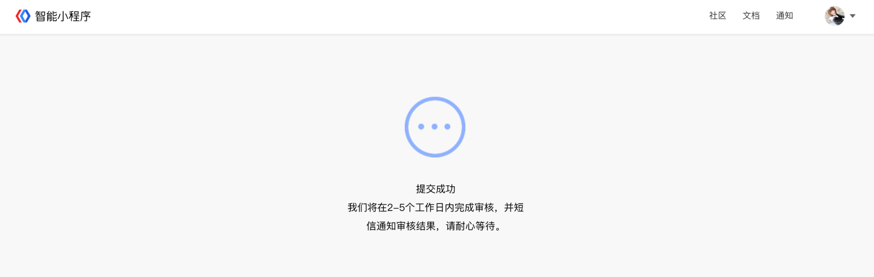 智能小程序
社区 文档 通知
提交成功
我们将在2-5个工作日内完成审核，并短
信通知审核结果，请耐心等待。